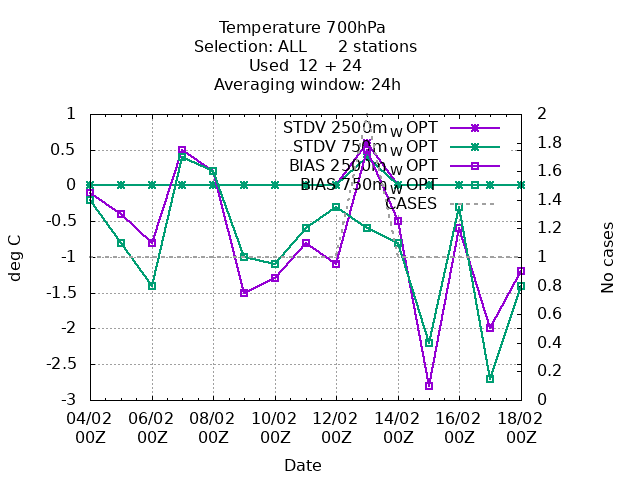 Temperature 700hPa
Selection: ALL 2 stations
Used 12 + 24
Averaging window: 24h
1 2
STDV 2500m w OPT
0.5 1.8
STDV 750m w OPT
BIAS 2500m w OPT
0 1.6
BIAS 750m w OPT
-0.5 1.4
CASES
-1 1.2
-1.5 1
-2 0.8
-2.5 0.6
-3 0.4
0.2
0
deg C
No cases
04/02 06/02 08/02 10/02 12/02 14/02 16/02 18/02
00Z 00Z 00Z 00Z 00Z 00Z 00Z 00Z
Date